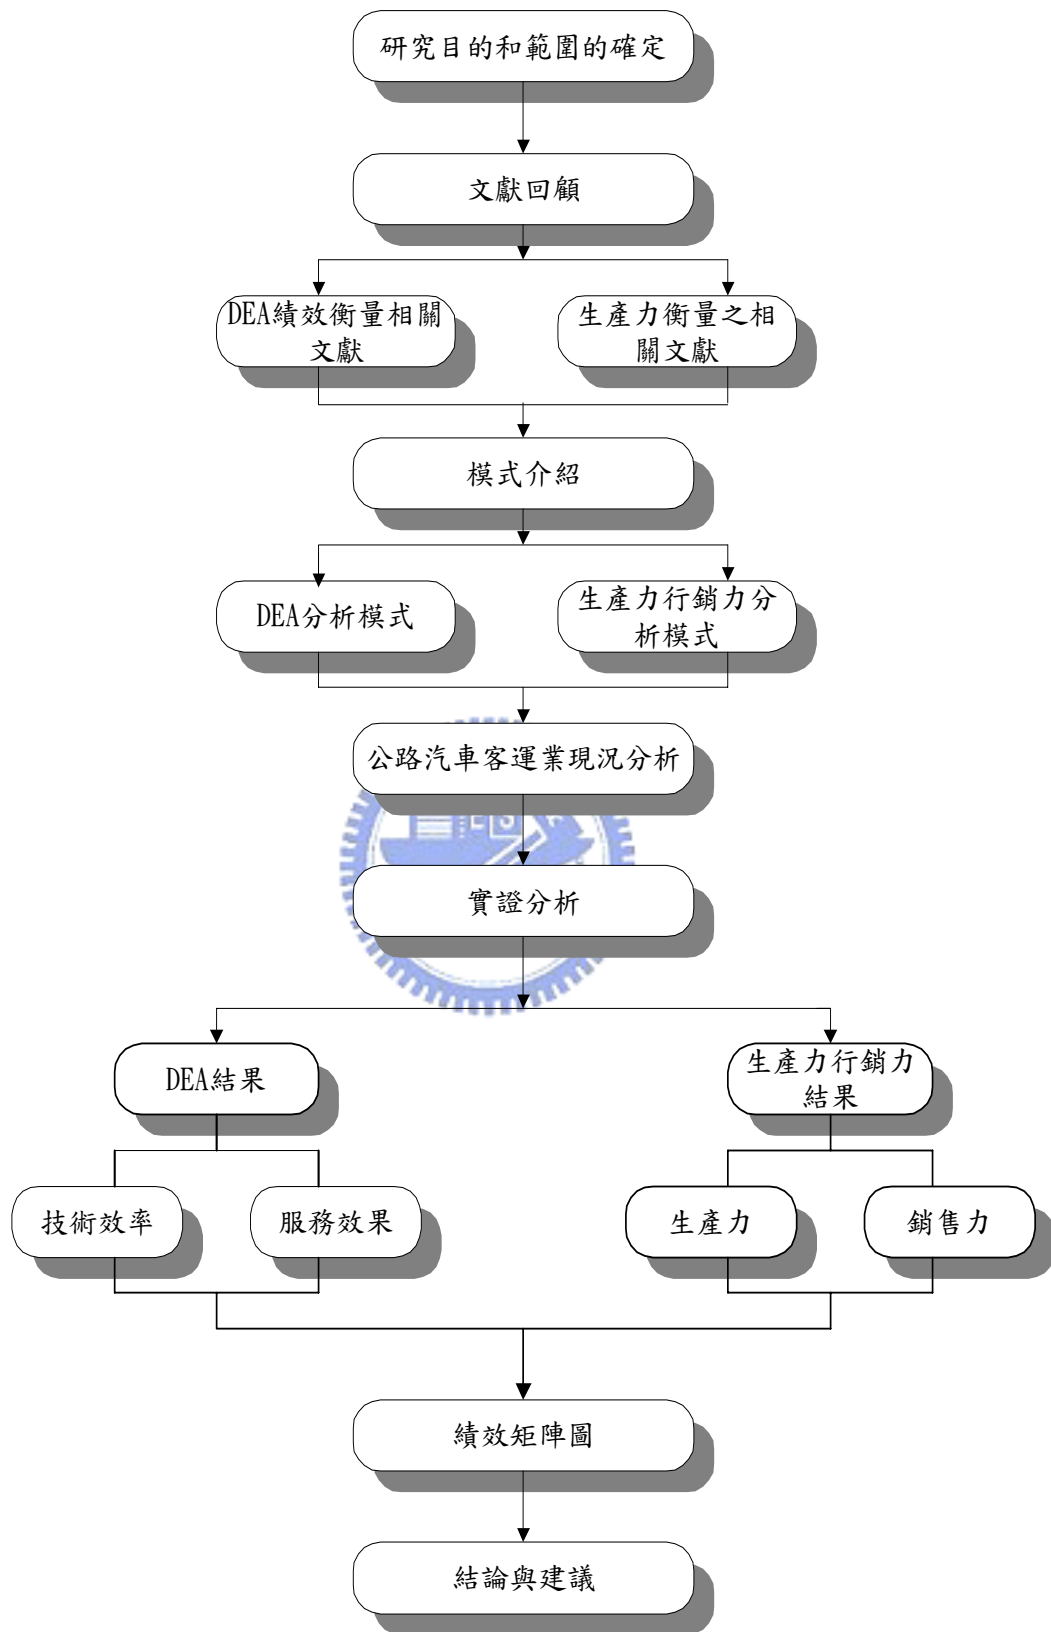 研究目的和範圍的確定
文獻回顧
DEA績效衡量相關
文獻
生產力衡量之相
關文獻
模式介紹
DEA分析模式
生產力行銷力分
析模式
公路汽車客運業現況分析
實證分析
DEA結果
生產力行銷力
結果
技術效率
服務效果
生產力
銷售力
績效矩陣圖
結論與建議